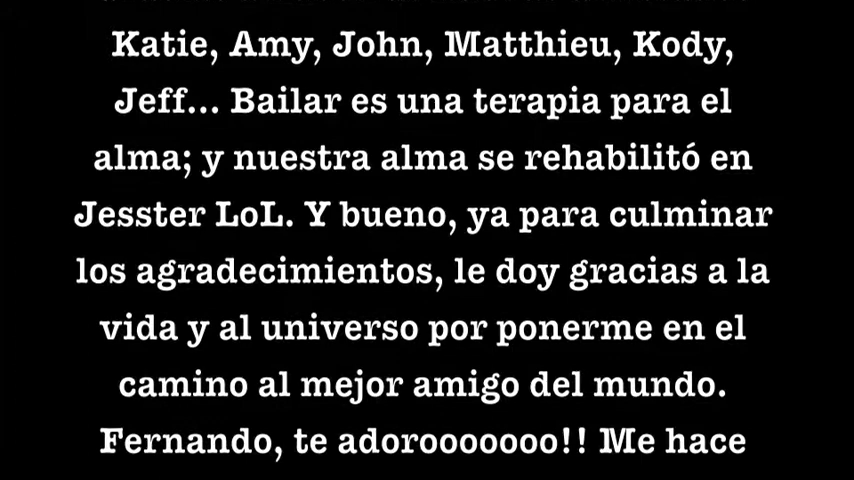 Katie, Amy, John, Matthieu, Kody,
Jeff... Bailar es una terapia para el
alma; y nuestra alma se rehabilitó en
Jesster LoL. Y bueno, ya para culminar
los agradecimientos, le doy gracias a la
vida y al universo por ponerme en el
camino al mejor amigo del mundo.
Fernando, te adorooooooo!! Me hace